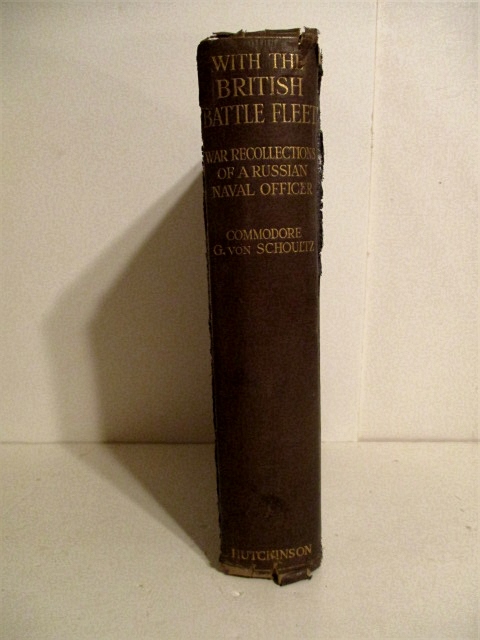 WITH THE
BRITISH
BATTLE FLEET
WAR RECOLLECTIONS
OF A RUSSIAN
NAVAL OFFICER
COMMODORE
G. VON SCHOULTZ
HUTCHINSON